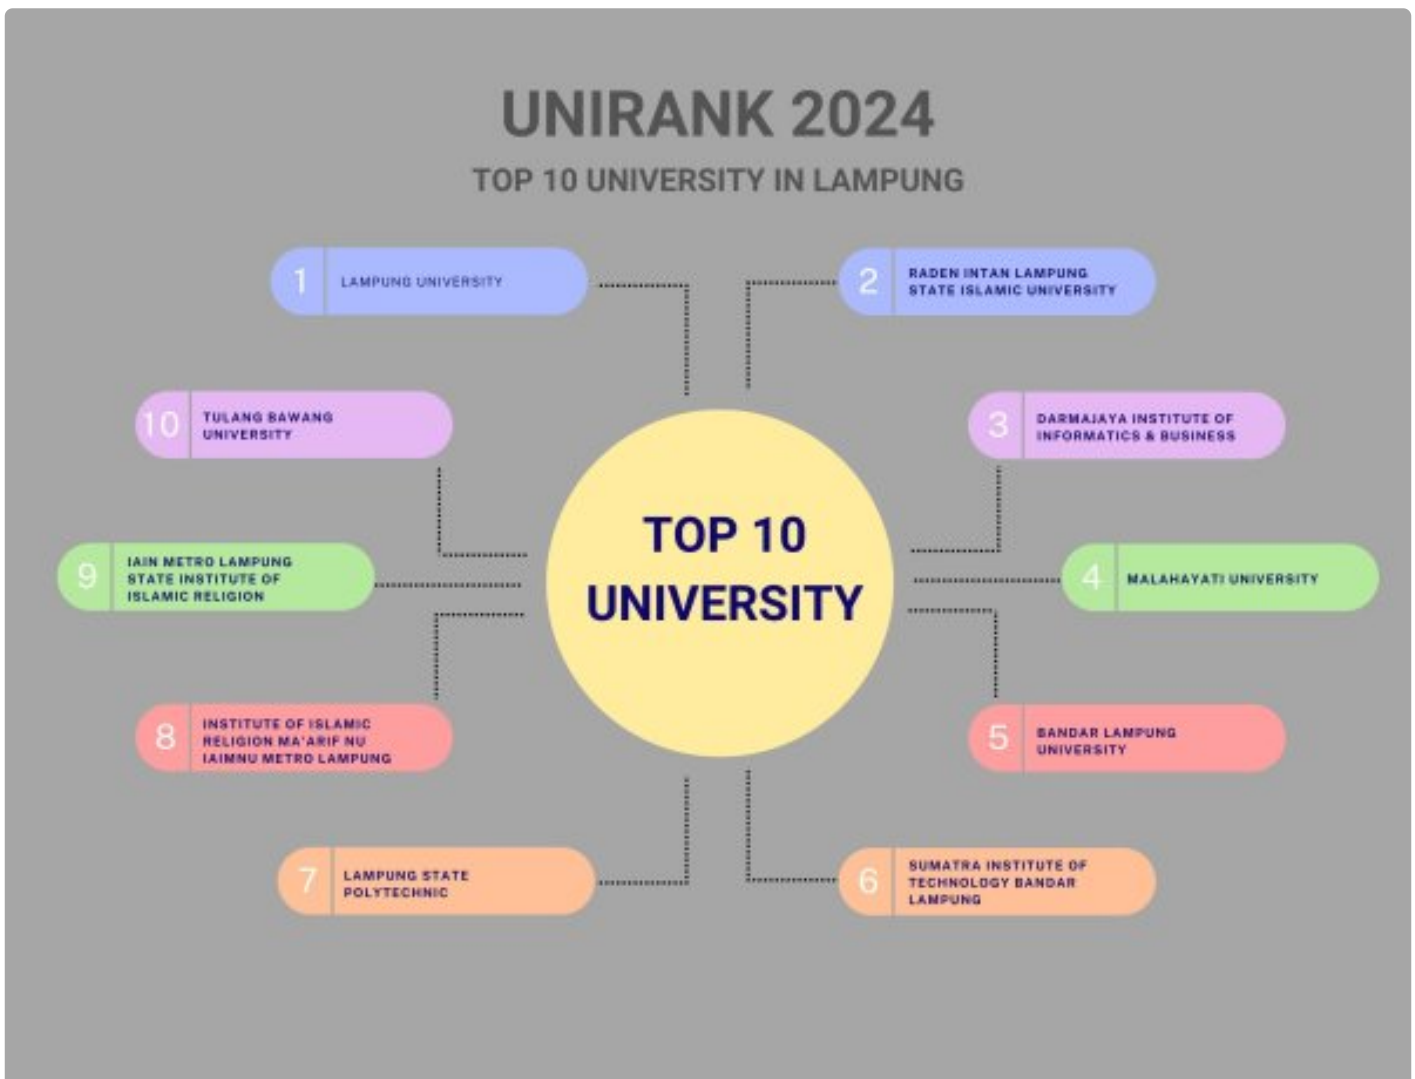 UNIRANK 2024
TOP 10 UNIVERSITY IN LAMPUNG
1
LAMPUNG UNIVERSITY
2
RADEN INTAN LAMPUNG
STATE ISLAMIC UNIVERSITY
3
DARMAJAYA INSTITUTE OF
INFORMATICS & BUSINESS
4
MALAHAYATI UNIVERSITY
5
BANDAR LAMPUNG
UNIVERSITY
6
SUMATRA INSTITUTE OF
TECHNOLOGY BANDAR
LAMPUNG
7
LAMPUNG STATE
POLYTECHNIC
8
INSTITUTE OF ISLAMIC
RELIGION MA'ARIF NU
IAIMNU METRO LAMPUNG
9
IAIN METRO LAMPUNG
STATE INSTITUTE OF
ISLAMIC RELIGION
10
TULANG BAWANG
UNIVERSITY
TOP 10
UNIVERSITY